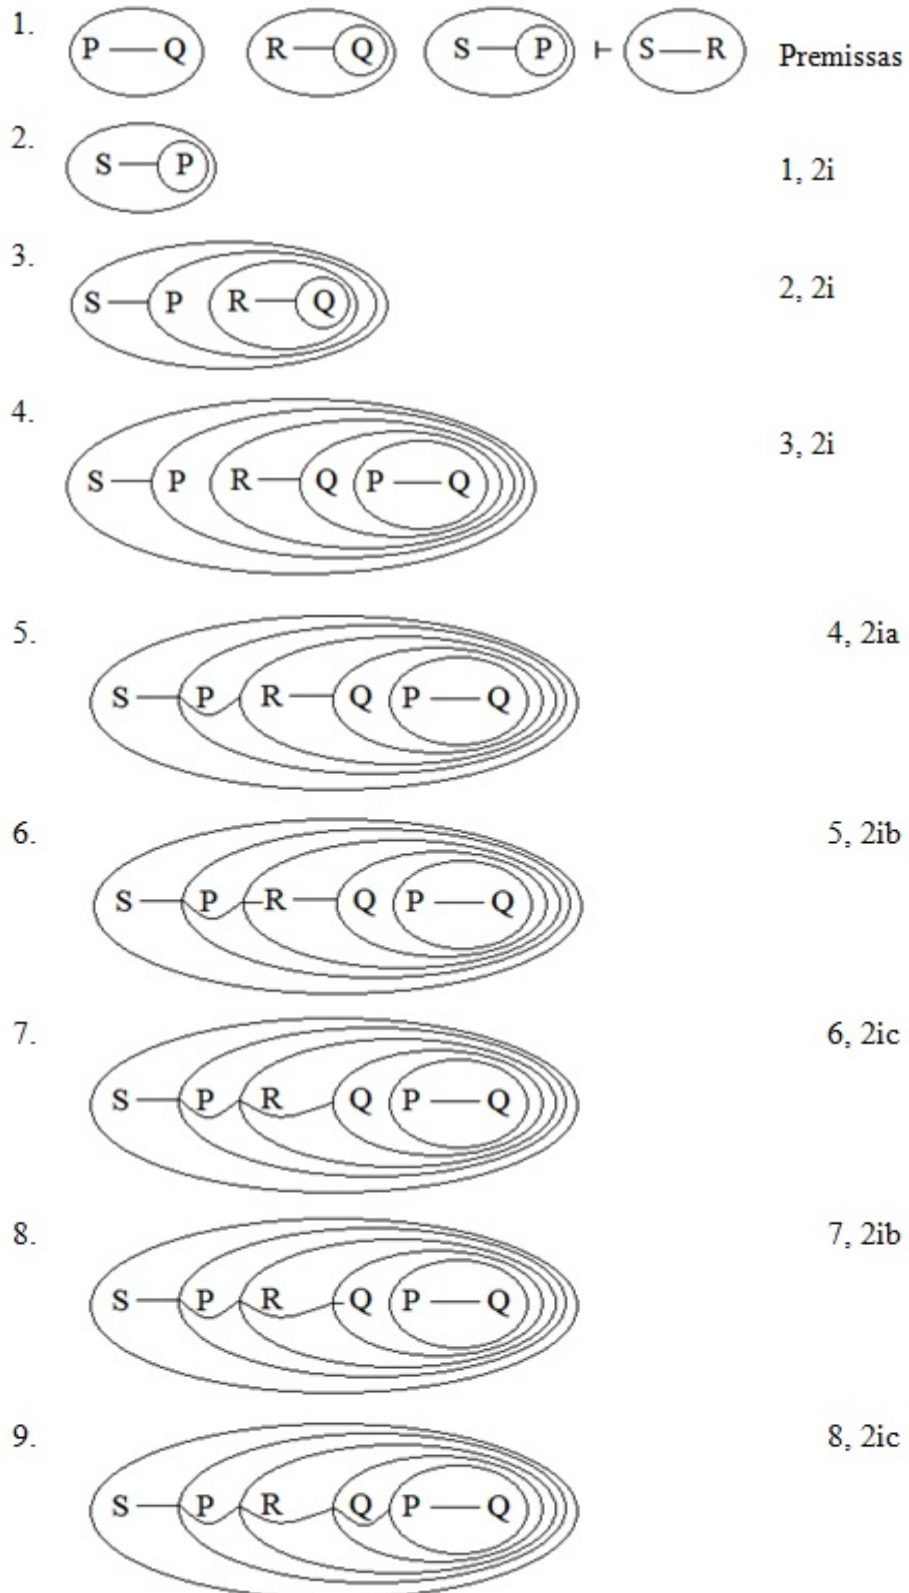 1. P Q R Q S P ⊢ S R Premissas
2. S P 1, 2i
3. S P R Q 2, 2i
4. S P R Q P Q 3, 2i
5. S P R Q P Q 4, 2ia
6. S P R Q P Q 5, 2ib
7. S P R Q P Q 6, 2ic
8. S P R Q P Q 7, 2ib
9. S P R Q P Q 8, 2ic